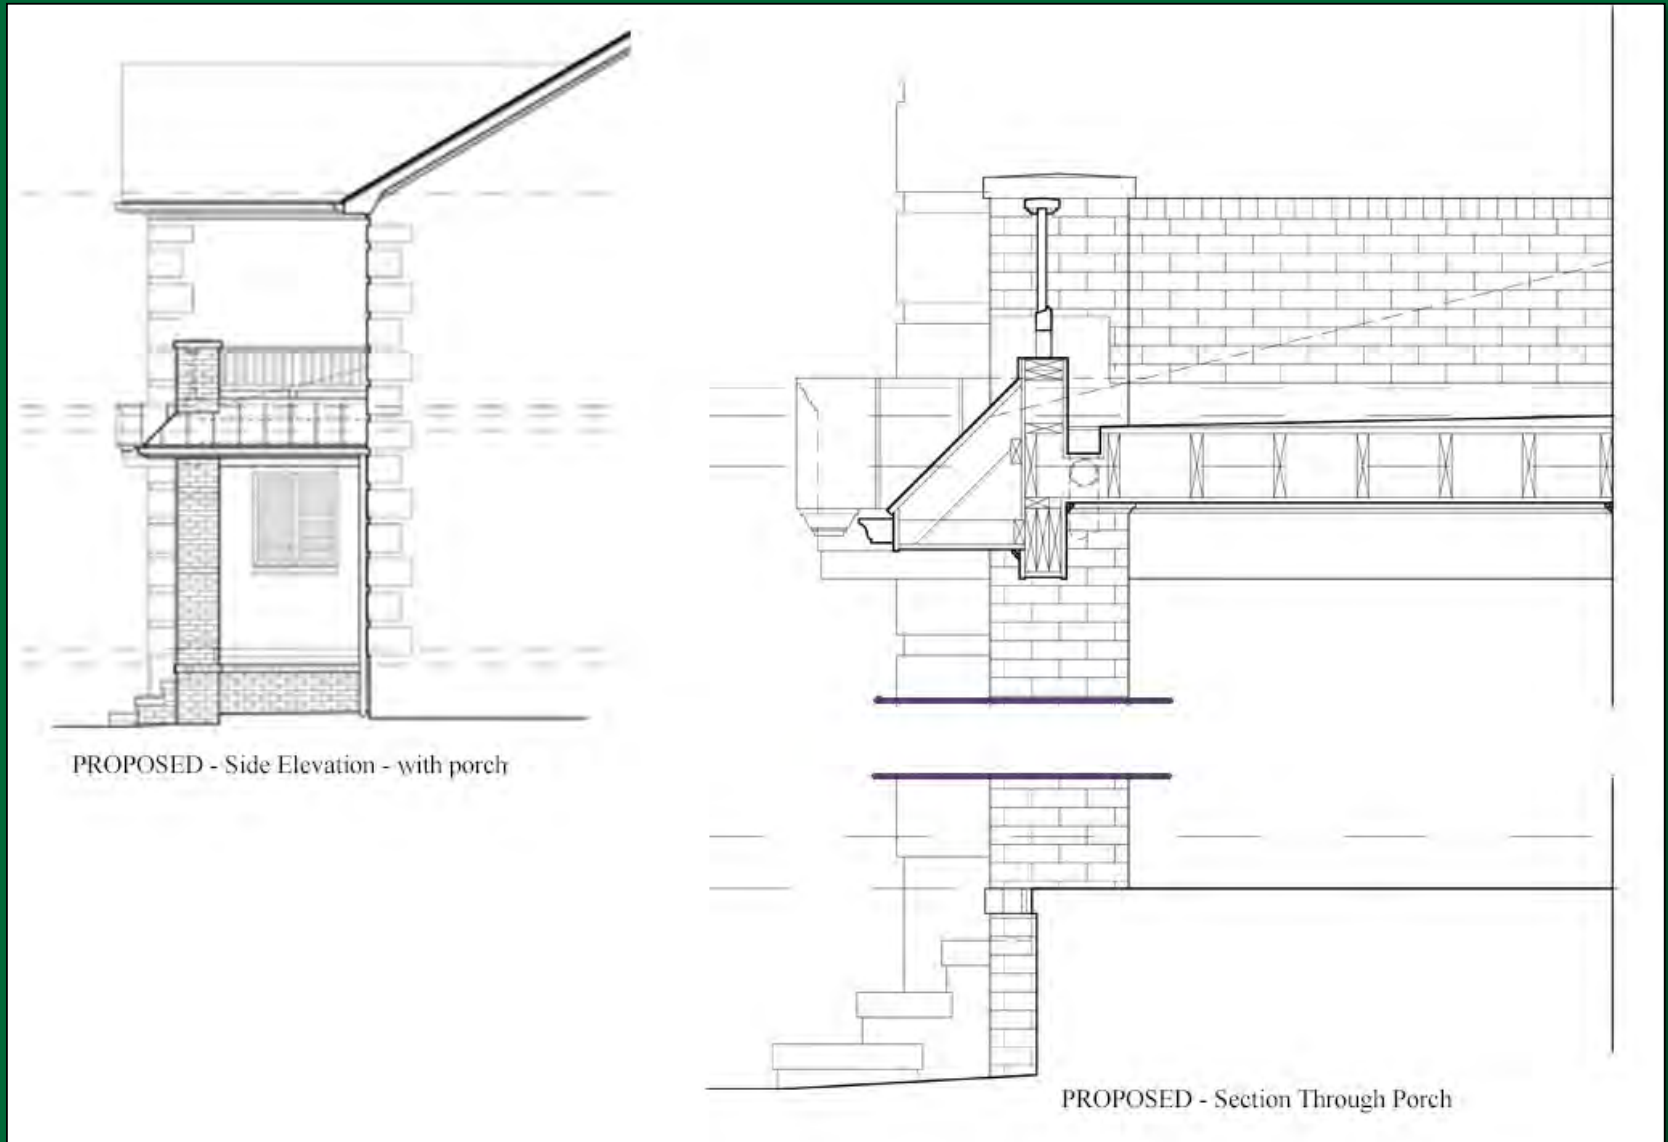 PROPOSED - Side Elevation - with porch
PROPOSED - Section Through Porch